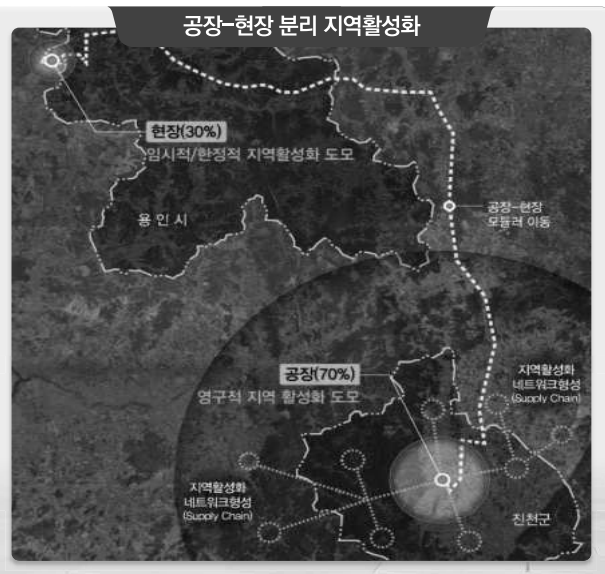 공장-현장 분리 지역활성화
현장(30%)
임시적/한정적 지역활성화 도모
용인시
공장-현장
모듈러 이동
공장(70%)
영구적 지역 활성화 도모
지역활성화
네트워크형성
(Supply Chain)
지역활성화
네트워크형성
(Supply Chain)
진천군